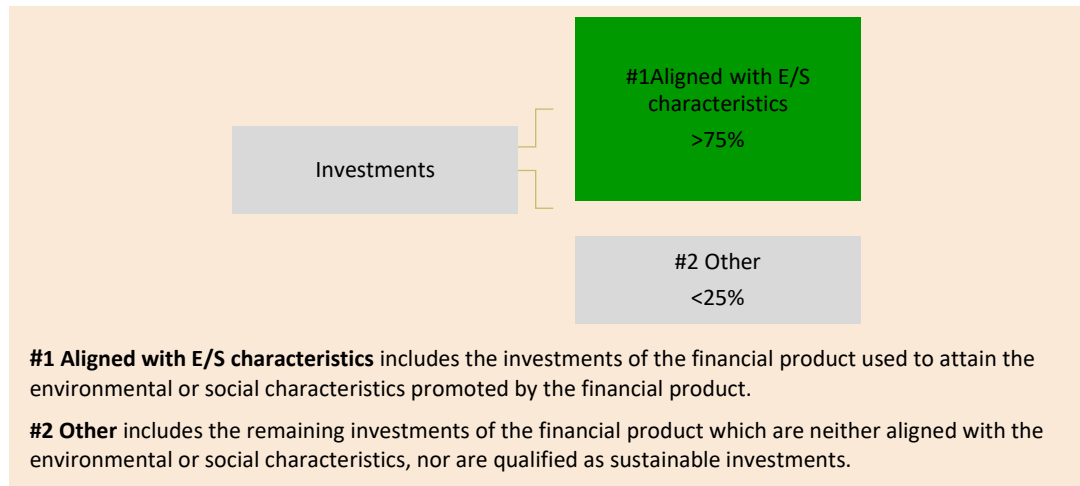 #1Aligned with E/S
characteristics
>75%
Investments
#2 Other
<25%
#1 Aligned with E/S characteristics includes the investments of the financial product used to attain the
environmental or social characteristics promoted by the financial product.
#2 Other includes the remaining investments of the financial product which are neither aligned with the
environmental or social characteristics, nor are qualified as sustainable investments.